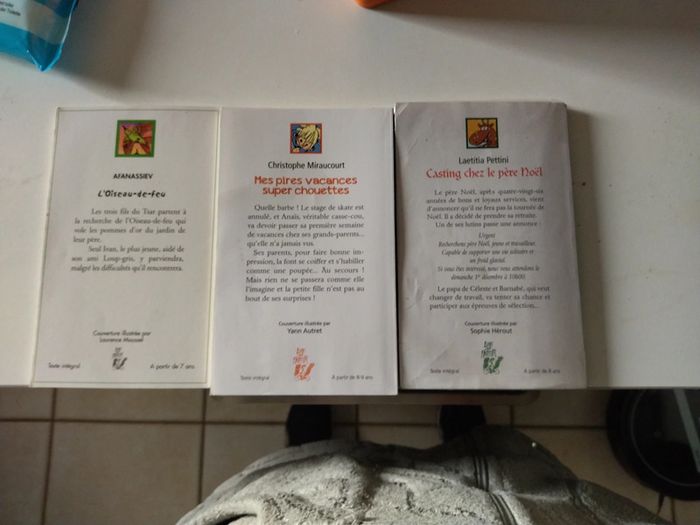 AFANASSIEV
L'Oiseau-de-feu
Les trois fils du Tsar partent à
la recherche de l'Oiseau-de-feu qui
vole les pommes d'or du jardin de
leur père.
Seul Ivan, le plus jeune, aidé de
son ami Loup-gris, y parviendra,
malgré les difficultés qu'il rencontrera.
Couverture illustrée par
Laurence
Texte intégral
A partir de 7 ans
Christophe Miraucourt
Mes pires vacances
super chouettes
Quelle barbe ! Le stage de skate est
annulé, et Anaïs, véritable casse-cou,
va devoir passer sa première semaine
de vacances chez ses grands-parents...
qu'elle n'a jamais vus.
Ses parents, pour faire bonne im-
pression, la font se coiffer et s'habiller
comme une poupée... Au secours !
Mais rien ne se passera comme elle
l'imagine et la petite fille n'est pas au
bout de ses surprises !
Couverture illustrée par
Yann Autret
Texte intégral
A partir de 8-9 ans
Laetitia Pettini
Casting chez le père Noël
Le père Noël, après quatre-vingt-six
années de bons et loyaux services, vient
d'annoncer qu'il ne fera pas la tournée de
Noël. Il a décidé de prendre sa retraite.
Un de ses lutins passe une annonce :
Urgent
Recherchons père Noël, jeune et travailleur.
Capable de supporter une vie solitaire et
un froid glacial.
Si vous êtes intéressé, nous vous attendons le
dimanche 1er décembre à 10h00.
Le papa de Céleste et Barnabé, qui veut
changer de travail, va tenter sa chance et
participer aux épreuves de sélection...
Couverture illustrée par
Sophie Hérout
Texte intégral
A partir de 8 ans